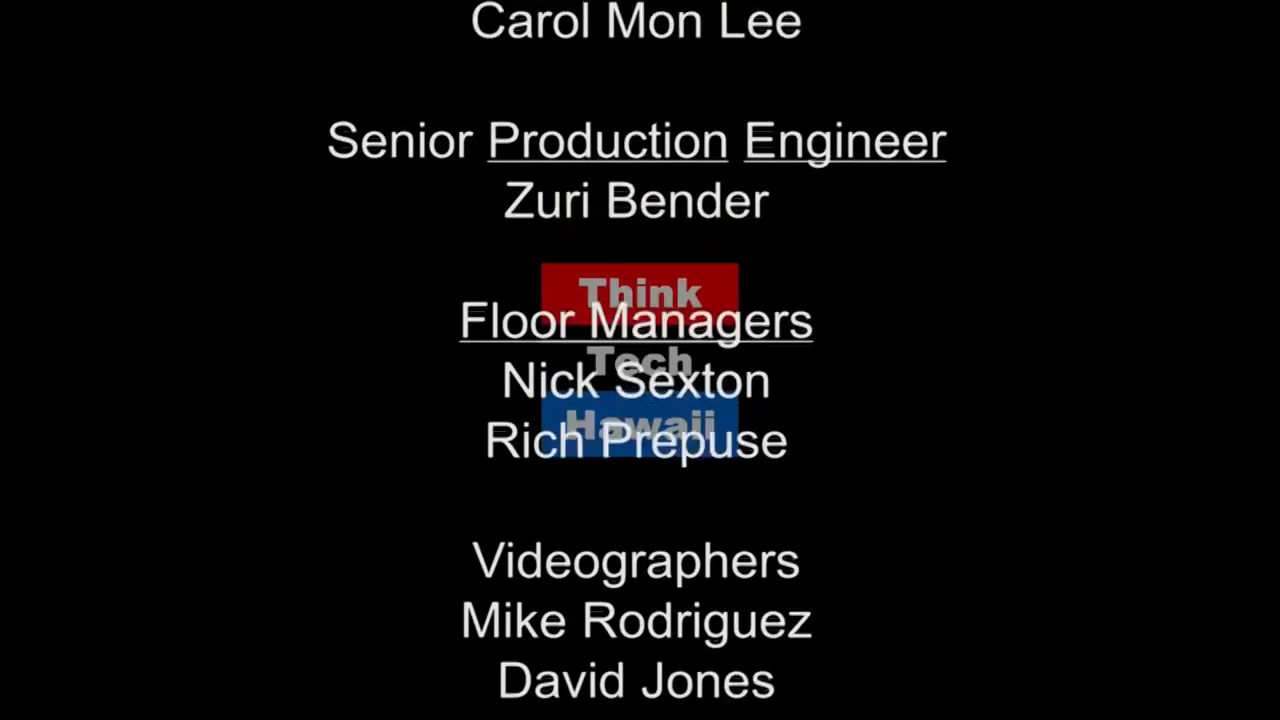 Carol Mon Lee
Senior Production Engineer
Zuri Bender
Think
Floor Managers
Tech
Nick Sexton
Hawaii
Rich Prepuse
Videographers
Mike Rodriguez
David Jones